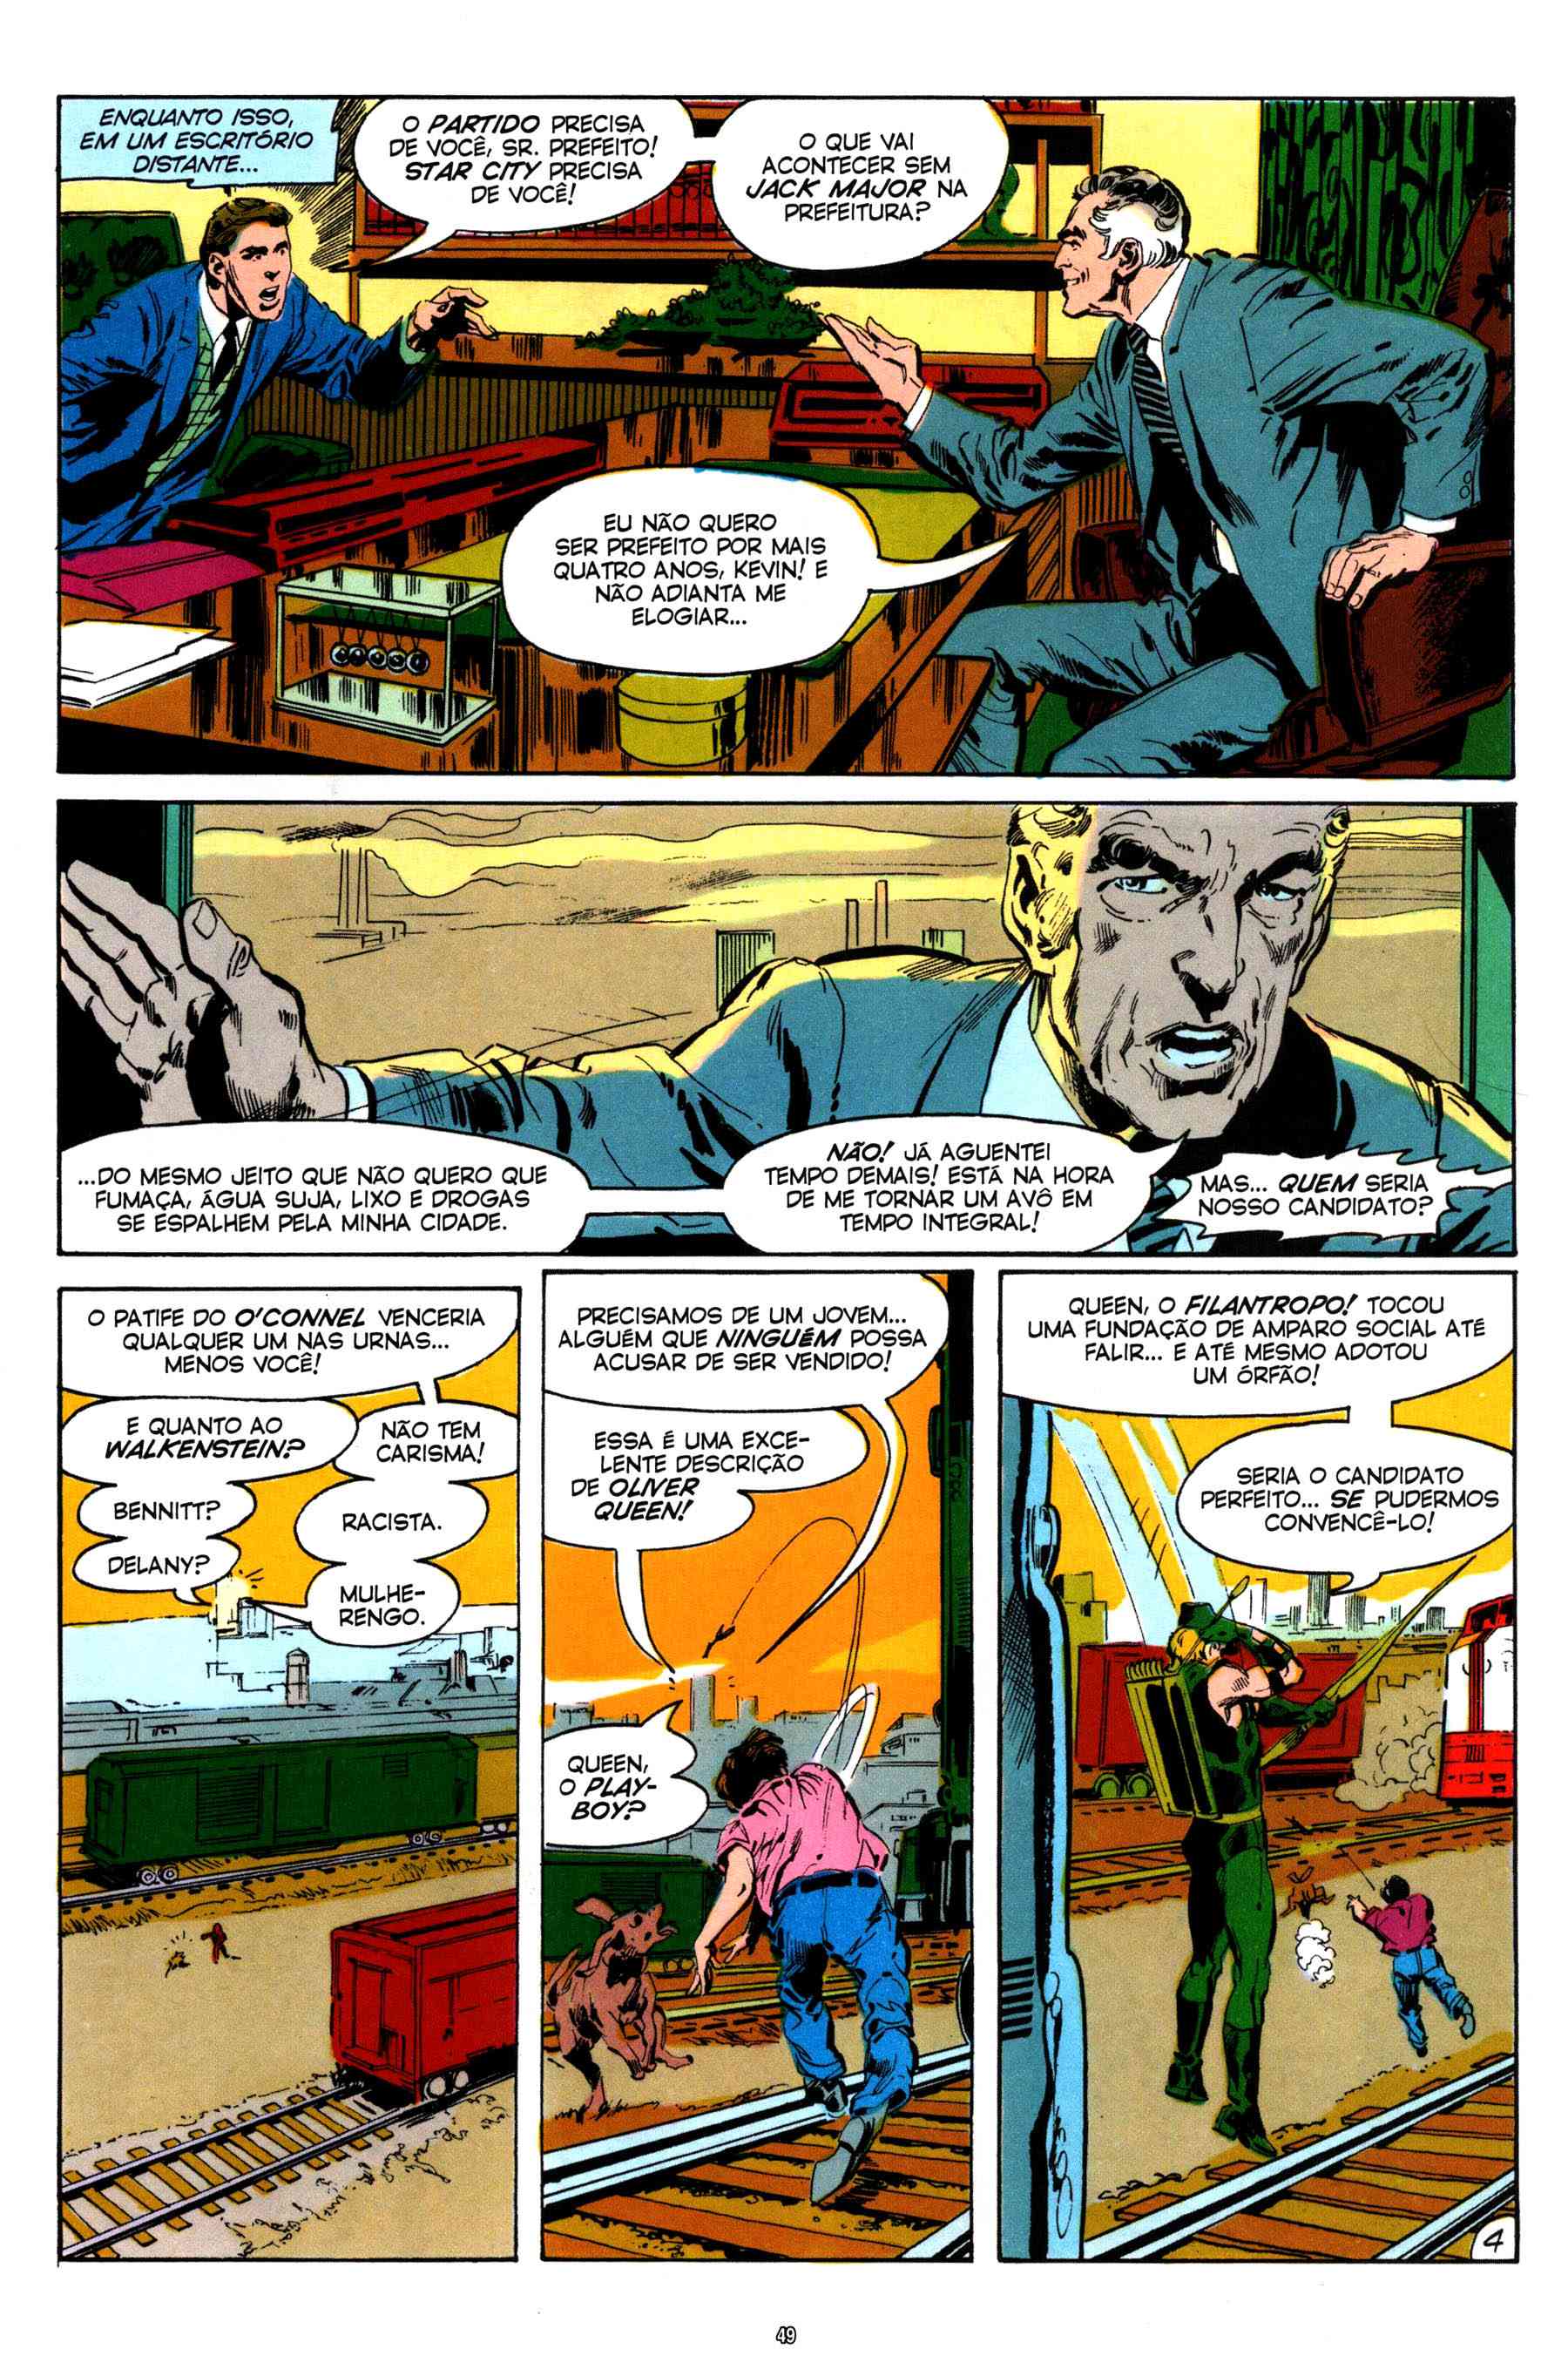 ENQUANTO ISSO,
EM UM ESCRITÓRIO
DISTANTE...
O PARTIDO PRECISA
DE VOCÊ, SR. PREFEITO!
STAR CITY PRECISA
DE VOCÊ!
O QUE VAI
ACONTECER SEM
JACK MAJOR NA
PREFEITURA?
EU NÃO QUERO
SER PREFEITO POR MAIS
QUATRO ANOS, KEVIN! E
NÃO ADIANTA ME
ELOGIAR...
...DO MESMO JEITO QUE NÃO QUERO QUE
FUMAÇA, ÁGUA SUJA, LIXO E DROGAS
SE ESPALHEM PELA MINHA CIDADE.
NÃO! JÁ AGUENTEI
TEMPO DEMAIS! ESTÁ NA HORA
DE ME TORNAR UM AVÔ EM
TEMPO INTEGRAL!
MAS... QUEM SERIA
NOSSO CANDIDATO?
O PATIFE DO O'CONNEL VENCERIA
QUALQUER UM NAS URNAS...
MENOS VOCÊ!
E QUANTO AO
WALKENSTEIN?
NÃO TEM
CARISMA!
BENNITT?
RACISTA.
DELANY?
MULHE-
RENGO.
PRECISAMOS DE UM JOVEM...
ALGUÉM QUE NINGUÉM POSSA
ACUSAR DE SER VENDIDO!
ESSA É UMA EXCE-
LENTE DESCRIÇÃO
DE OLIVER
QUEEN!
QUEEN,
O PLAY-
BOY?
QUEEN, O FILANTROPO! TOCOU
UMA FUNDAÇÃO DE AMPARO SOCIAL ATÉ
FALIR... E ATÉ MESMO ADOTOU
UM ÓRFÃO!
SERIA O CANDIDATO
PERFEITO... SE PUDERMOS
CONVENCÊ-LO!
4
49